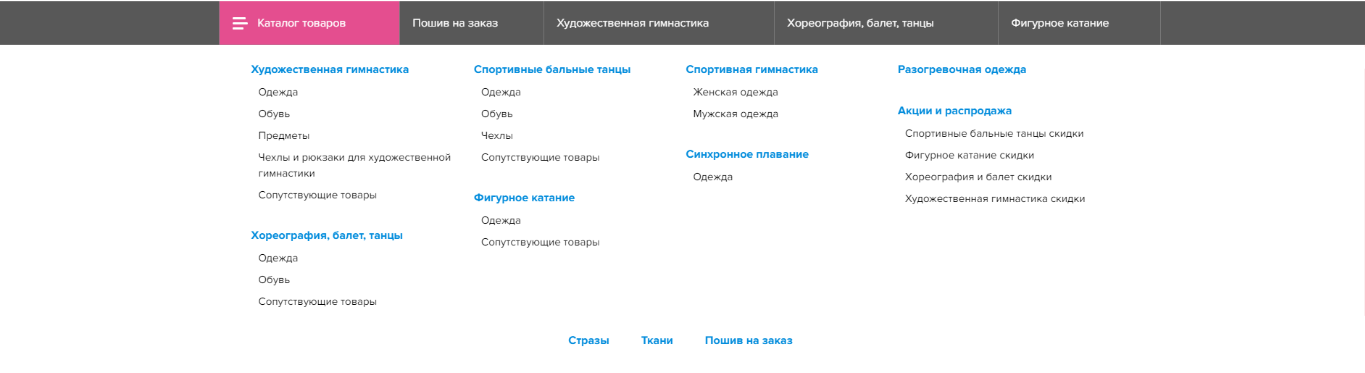 Каталог товаров
Пошив на заказ
Художественная гимнастика
Хореография, балет, танцы
Фигурное катание
Художественная гимнастика
Одежда
Обувь
Предметы
Чехлы и рюкзаки для художественной
гимнастики
Сопутствующие товары
Хореография, балет, танцы
Одежда
Обувь
Сопутствующие товары
Спортивные бальные танцы
Одежда
Обувь
Чехлы
Сопутствующие товары
Фигурное катание
Одежда
Сопутствующие товары
Спортивная гимнастика
Женская одежда
Мужская одежда
Синхронное плавание
Одежда
Разогревочная одежда
Акции и распродажа
Спортивные бальные танцы скидки
Фигурное катание скидки
Хореография и балет скидки
Художественная гимнастика скидки
Стразы
Ткани
Пошив на заказ